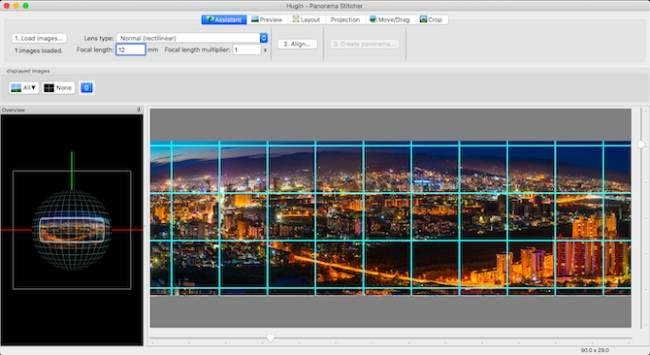 Hugin - Panorama Stitcher
Assistant Preview Layout Projection Move/Drag Crop
1. Load images... Lens type: Normal (rectilinear) 2. Align... 3. Create panorama...
1 images loaded. Focal length: 12 mm Focal length multiplier: 1 x
displayed images
All None 0
Overview
90.0 x 29.0